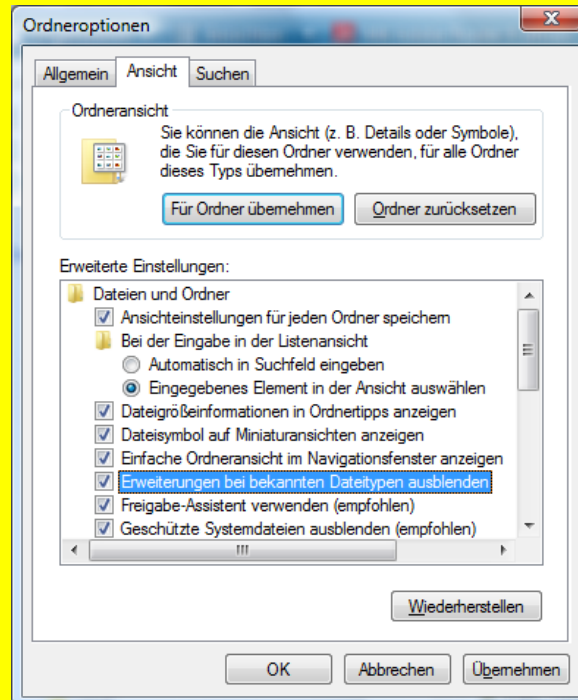 Ordneroptionen
Allgemein Ansicht Suchen
Ordneransicht
Sie können die Ansicht (z. B. Details oder Symbole),
die Sie für diesen Ordner verwenden, für alle Ordner
dieses Typs übernehmen.
Für Ordner übernehmen Ordner zurücksetzen
Erweiterte Einstellungen:
Dateien und Ordner
Ansichteinstellungen für jeden Ordner speichern
Bei der Eingabe in der Listenansicht
Automatisch in Suchfeld eingeben
Eingegebenes Element in der Ansicht auswählen
Dateigrößeinformationen in Ordnertipps anzeigen
Dateisymbol auf Miniaturansichten anzeigen
Einfache Ordneransicht im Navigationsfenster anzeigen
Erweiterungen bei bekannten Dateitypen ausblenden
Freigabe-Assistent verwenden (empfohlen)
Geschützte Systemdateien ausblenden (empfohlen)
Wiederherstellen
OK Abbrechen Übernehmen